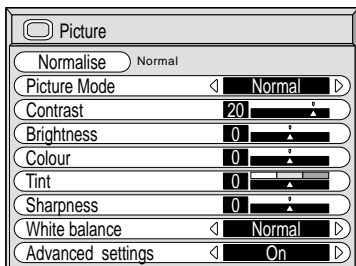 Picture
Normalise Normal
Picture Mode Normal
Contrast 20
Brightness 0
Colour 0
Tint 0
Sharpness 0
White balance Normal
Advanced settings On